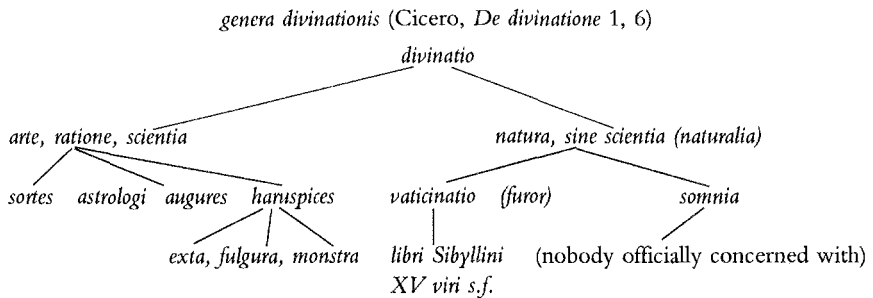 genera divinationis (Cicero, De divinatione 1, 6)
divinatio
arte, ratione, scientia natura, sine scientia (naturalia)
sortes astrologi augures haruspices vaticinatio (furor) somnia
exta, fulgura, monstra libri Sibyllini (nobody officially concerned with)
XV viri s.f.